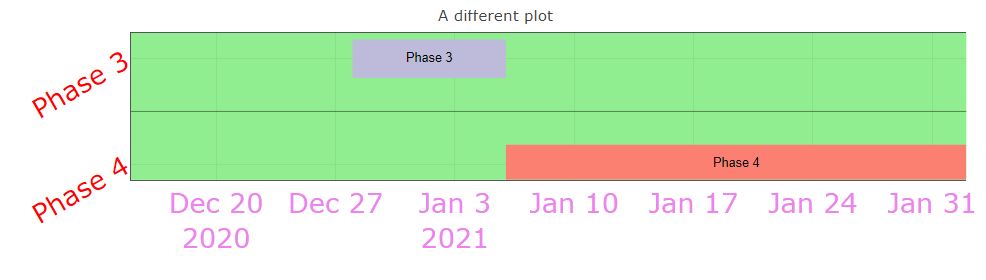 A different plot
Phase 3
Phase 3
Phase 4
Phase 4
Dec 20 Dec 27 Jan 3 Jan 10 Jan 17 Jan 24 Jan 31
2020 2021